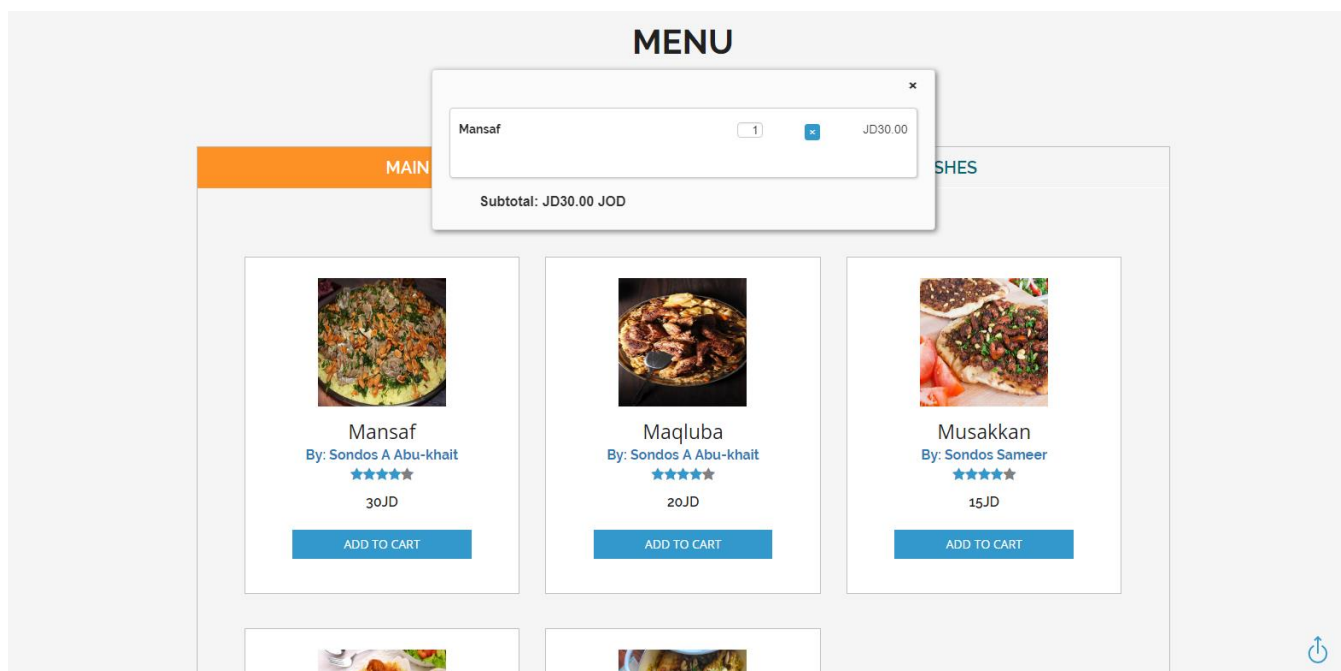 MENU
×
Mansaf 1 × JD30.00
Subtotal: JD30.00 JOD
MAIN
SHES
Mansaf
By: Sondos A Abu-khait
30JD
ADD TO CART
Maqluba
By: Sondos A Abu-khait
20JD
ADD TO CART
Musakkan
By: Sondos Sameer
15JD
ADD TO CART